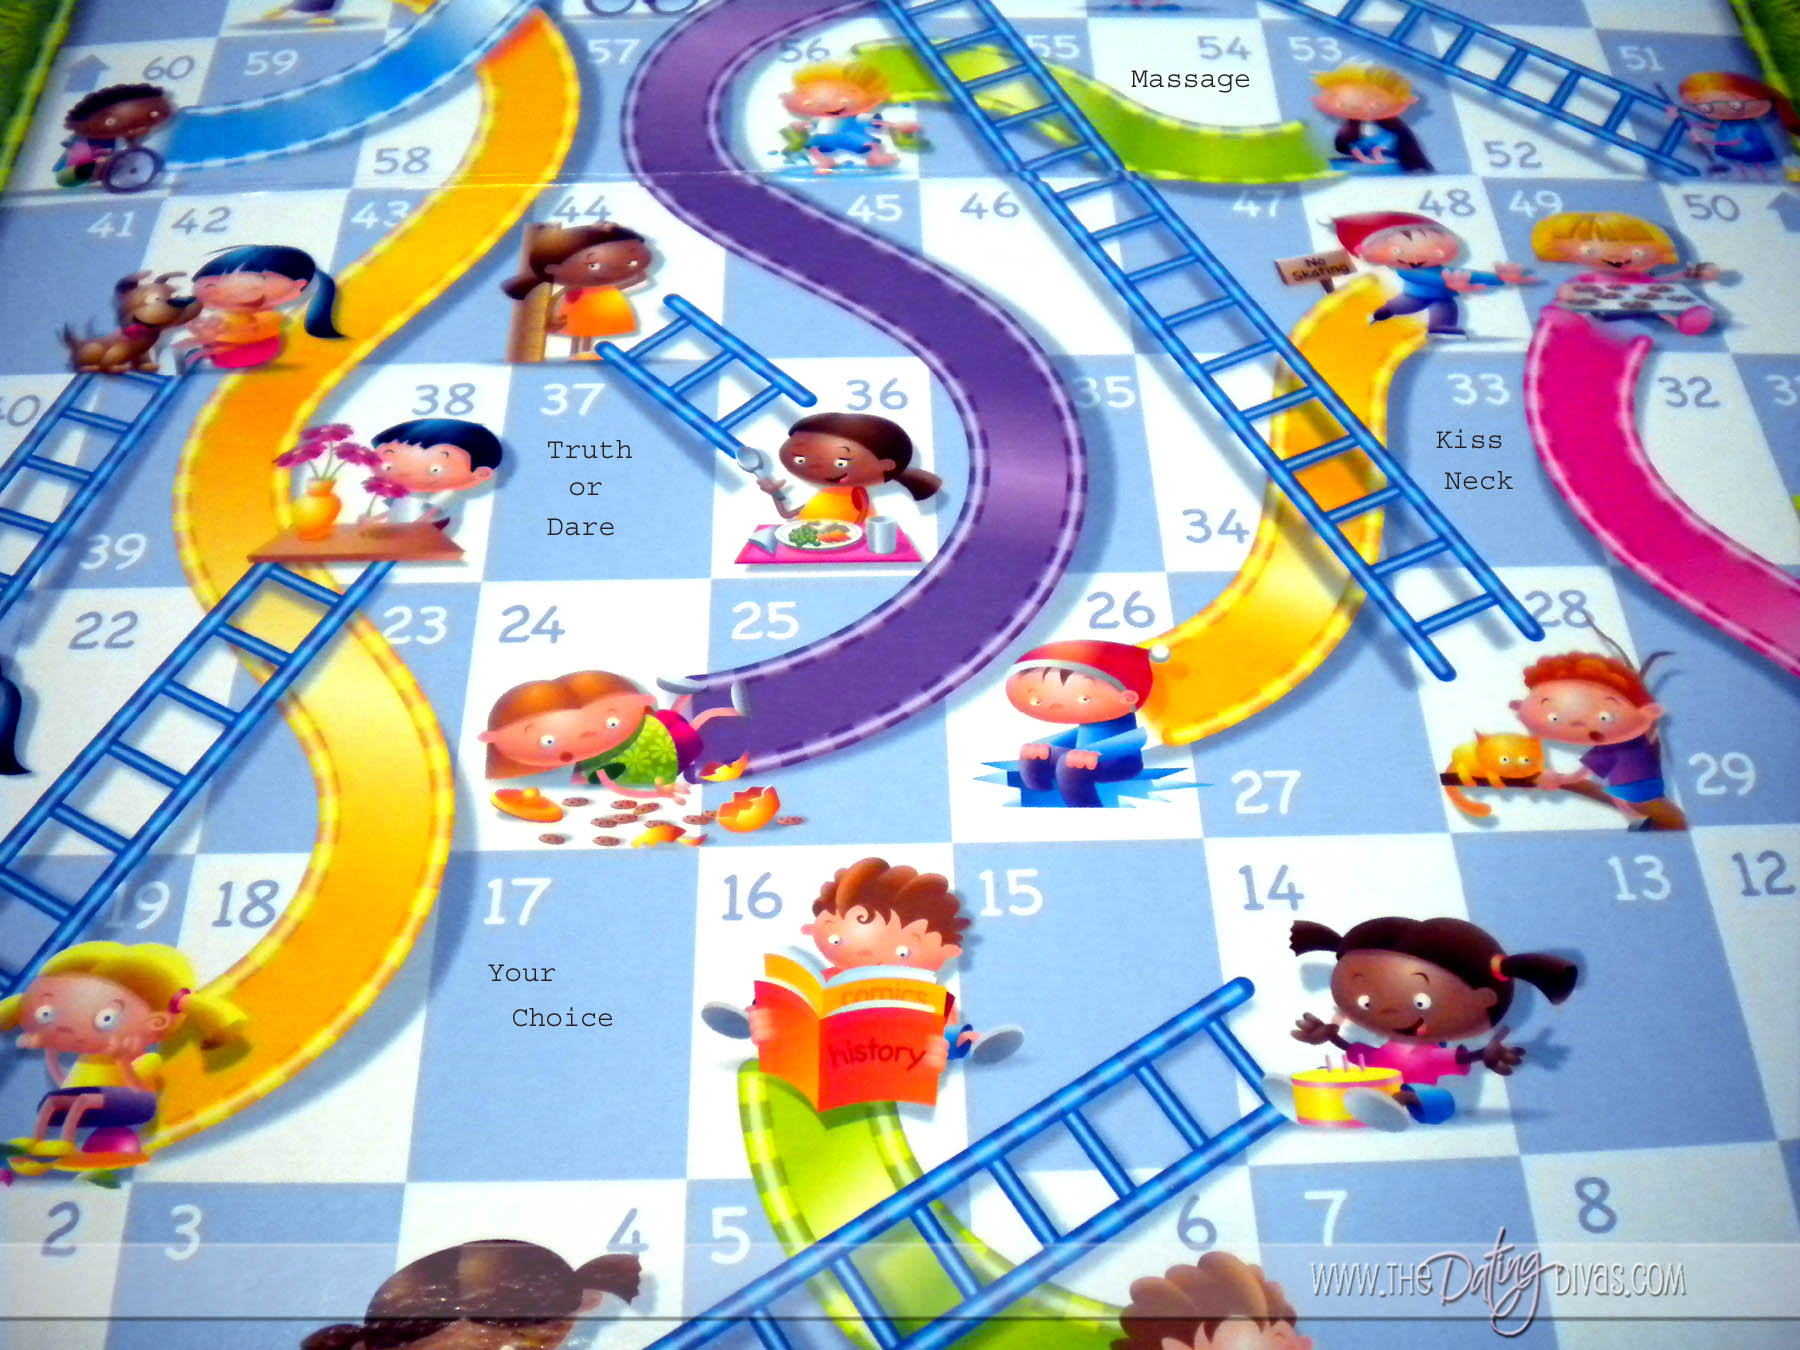 60 59 57 56 55 54 53 51
Massage
58 52
41 42 43 44 45 46 47 48 49 50
No
Skating
38 37 36 35 33 32
Truth
or
Dare
Kiss
Neck
39 34
22 23 24 25 26 28
27 29
19 18 17 16 15 14 13 12
Your
Choice
comics
history
2 3 4 5 6 7 8
WWW.THE Dating DIVAS.COM